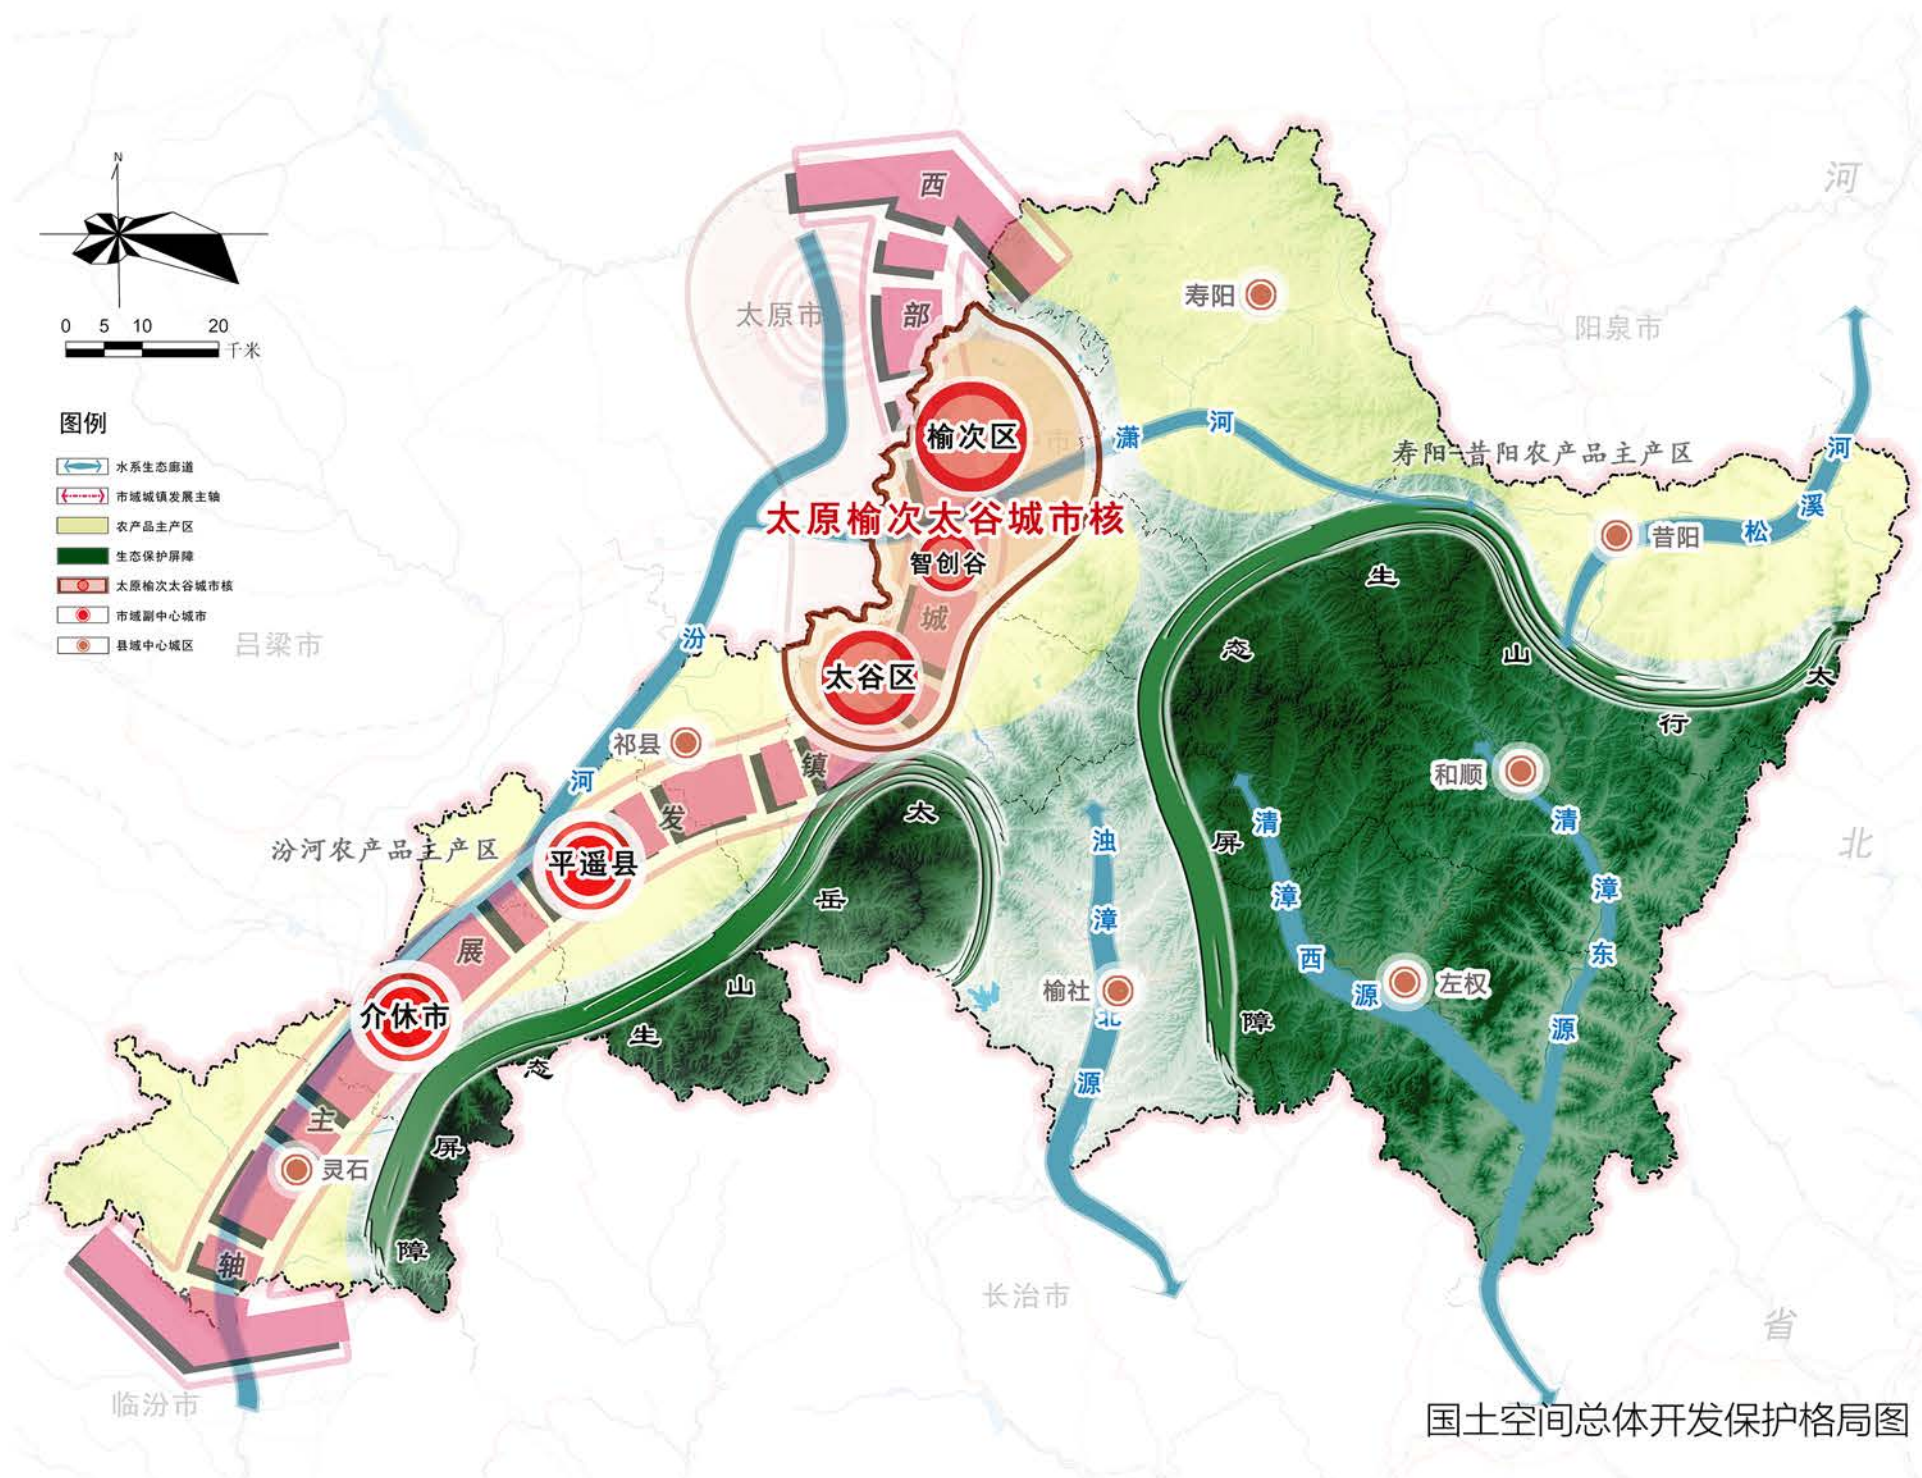 N
0 5 10 20
千米
图例
水系生态廊道
市域城镇发展主轴
农产品主产区
生态保护屏障
太原榆次太谷城市核
市域副中心城市
县域中心城区
西部城镇发展主轴
太原市
寿阳
河北省
阳泉市
榆次区
潇河
寿阳-昔阳农产品主产区
太原榆次太谷城市核
智创谷
昔阳
松溪河
吕梁市
汾河
太谷区
太行山生态屏障
祁县
和顺
清漳东源
清漳西源
浊漳北源
太岳山生态屏障
汾河农产品主产区
平遥县
介休市
榆社
左权
灵石
长治市
临汾市
国土空间总体开发保护格局图